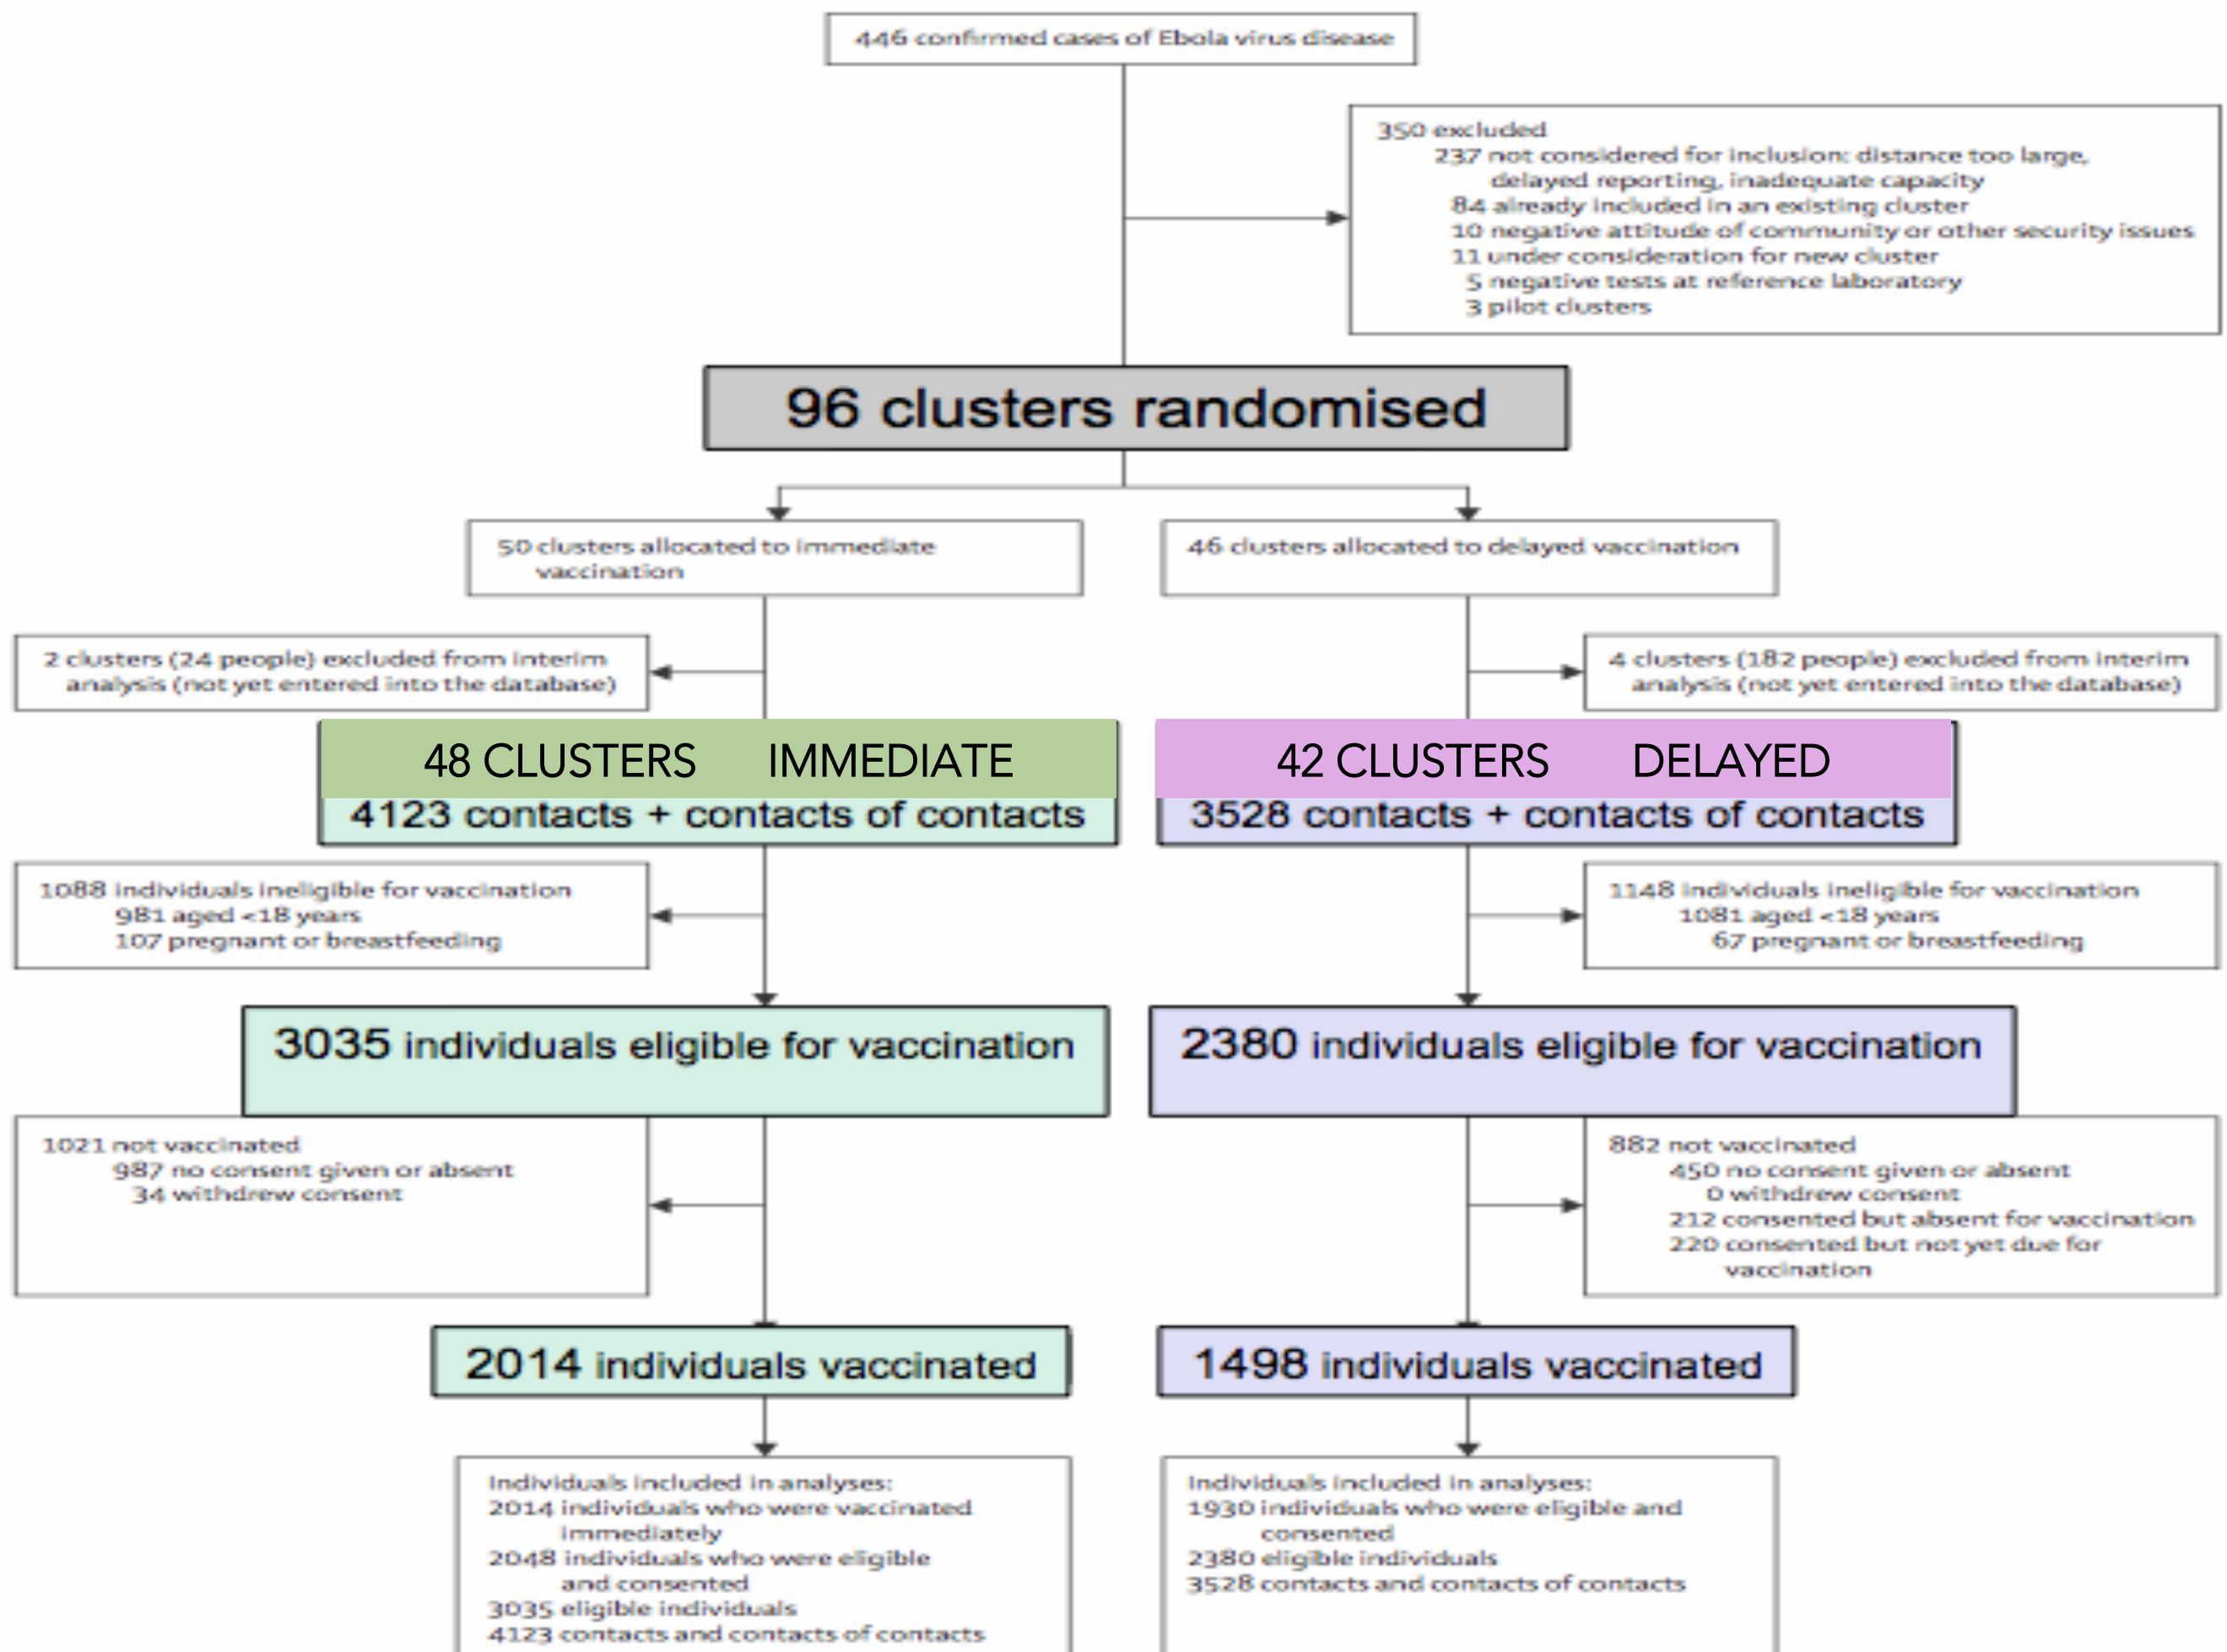 446 confirmed cases of Ebola virus disease
350 excluded
237 not considered for inclusion: distance too large,
delayed reporting, inadequate capacity
84 already included in an existing cluster
10 negative attitude of community or other security issues
11 under consideration for new cluster
5 negative tests at reference laboratory
3 pilot clusters
96 clusters randomised
50 clusters allocated to immediate
vaccination
46 clusters allocated to delayed vaccination
2 clusters (24 people) excluded from interim
analysis (not yet entered into the database)
4 clusters (182 people) excluded from interim
analysis (not yet entered into the database)
48 CLUSTERS IMMEDIATE
4123 contacts + contacts of contacts
42 CLUSTERS DELAYED
3528 contacts + contacts of contacts
1088 individuals ineligible for vaccination
981 aged <18 years
107 pregnant or breastfeeding
1148 individuals ineligible for vaccination
1081 aged <18 years
67 pregnant or breastfeeding
3035 individuals eligible for vaccination
2380 individuals eligible for vaccination
1021 not vaccinated
987 no consent given or absent
34 withdrew consent
882 not vaccinated
450 no consent given or absent
0 withdrew consent
212 consented but absent for vaccination
220 consented but not yet due for
vaccination
2014 individuals vaccinated
1498 individuals vaccinated
Individuals included in analyses:
2014 individuals who were vaccinated
immediately
2048 individuals who were eligible
and consented
3035 eligible individuals
4123 contacts and contacts of contacts
Individuals included in analyses:
1930 individuals who were eligible and
consented
2380 eligible individuals
3528 contacts and contacts of contacts